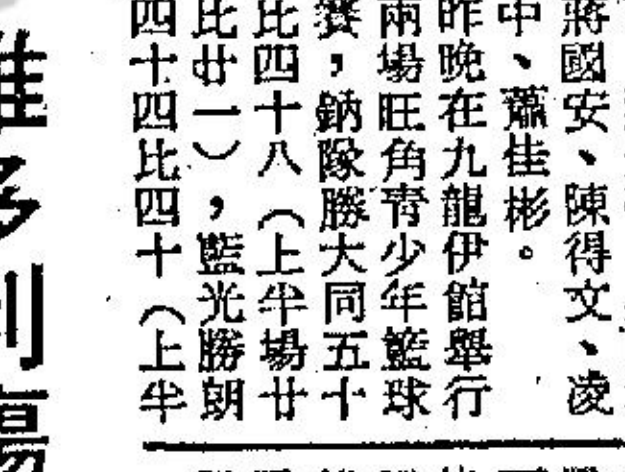 蔣國安、陳得文、凌
中、蕭佳彬。
昨晚在九龍伊館舉行
兩場旺角靑少年籃球
賽，鈉隊勝大同五十
比四十八（上半場廿
比廿一），藍光勝朗
四十四比四十（上半